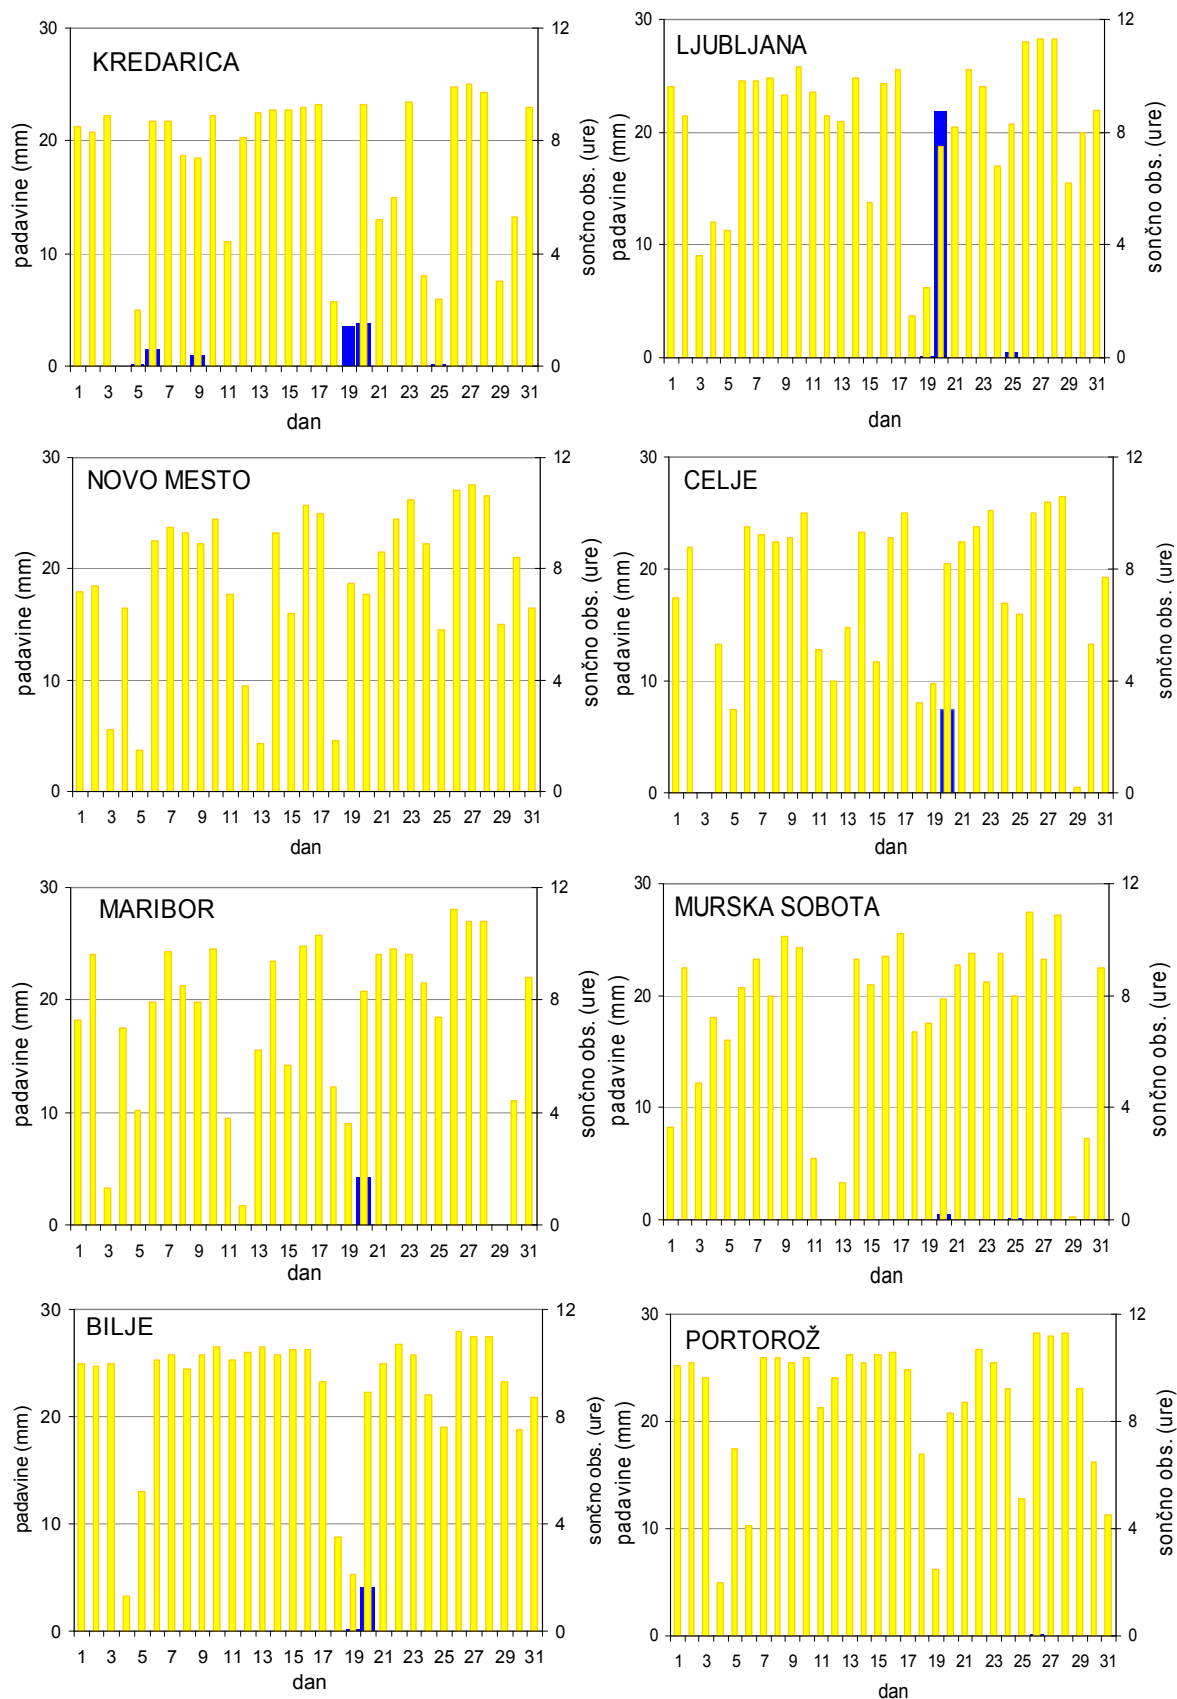 KREDARICA
padavine (mm)
30
20
10
0
12
8
4
0
sončno obs. (ure)
1 3 5 7 9 11 13 15 17 19 21 23 25 27 29 31
dan
LJUBLJANA
padavine (mm)
30
20
10
0
12
8
4
0
sončno obs. (ure)
1 3 5 7 9 11 13 15 17 19 21 23 25 27 29 31
dan
NOVO MESTO
padavine (mm)
30
20
10
0
12
8
4
0
sončno obs. (ure)
1 3 5 7 9 11 13 15 17 19 21 23 25 27 29 31
dan
CELJE
padavine (mm)
30
20
10
0
12
8
4
0
sončno obs. (ure)
1 3 5 7 9 11 13 15 17 19 21 23 25 27 29 31
dan
MARIBOR
padavine (mm)
30
20
10
0
12
8
4
0
sončno obs. (ure)
1 3 5 7 9 11 13 15 17 19 21 23 25 27 29 31
dan
MURSKA SOBOTA
padavine (mm)
30
20
10
0
12
8
4
0
sončno obs. (ure)
1 3 5 7 9 11 13 15 17 19 21 23 25 27 29 31
dan
BILJE
padavine (mm)
30
20
10
0
12
8
4
0
sončno obs. (ure)
1 3 5 7 9 11 13 15 17 19 21 23 25 27 29 31
dan
PORTOROŽ
padavine (mm)
30
20
10
0
12
8
4
0
sončno obs. (ure)
1 3 5 7 9 11 13 15 17 19 21 23 25 27 29 31
dan